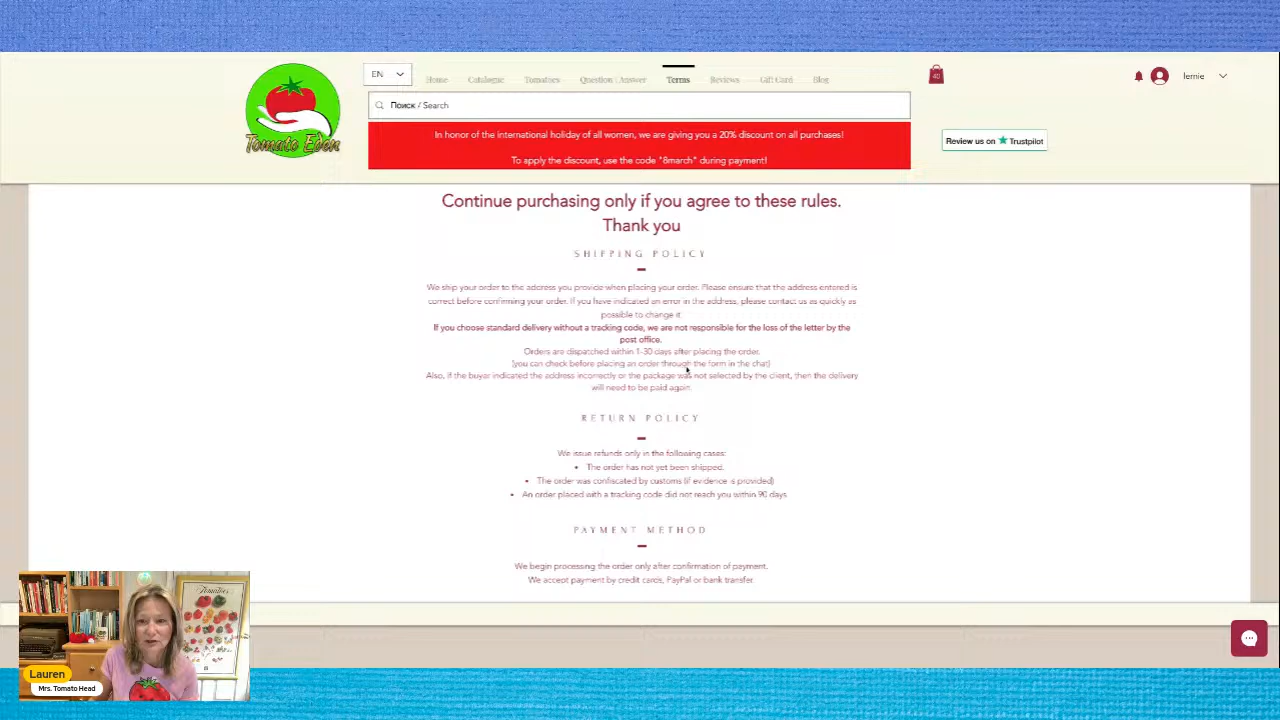 EN
Home Catalogue Tomatoes Question | Answer Terms Reviews Gift Card Blog
40
lernie
Поиск / Search
Tomato Eden
In honor of the international holiday of all women, we are giving you a 20% discount on all purchases!
To apply the discount, use the code "8march" during payment!
Review us on Trustpilot
Continue purchasing only if you agree to these rules.
Thank you
SHIPPING POLICY
We ship your order to the address you provide when placing your order. Please ensure that the address entered is
correct before confirming your order. If you have indicated an error in the address, please contact us as quickly as
possible to change it.
If you choose standard delivery without a tracking code, we are not responsible for the loss of the letter by the
post office.
Orders are dispatched within 1-30 days after placing the order.
(you can check before placing an order through the form in the chat)
Also, if the buyer indicated the address incorrectly or the package was not selected by the client, then the delivery
will need to be paid again.
RETURN POLICY
We issue refunds only in the following cases:
• The order has not yet been shipped.
• The order was confiscated by customs (if evidence is provided)
• An order placed with a tracking code did not reach you within 90 days
PAYMENT METHOD
We begin processing the order only after confirmation of payment.
We accept payment by credit cards, PayPal or bank transfer.
Tomatoes
Lauren
Mrs. Tomato Head